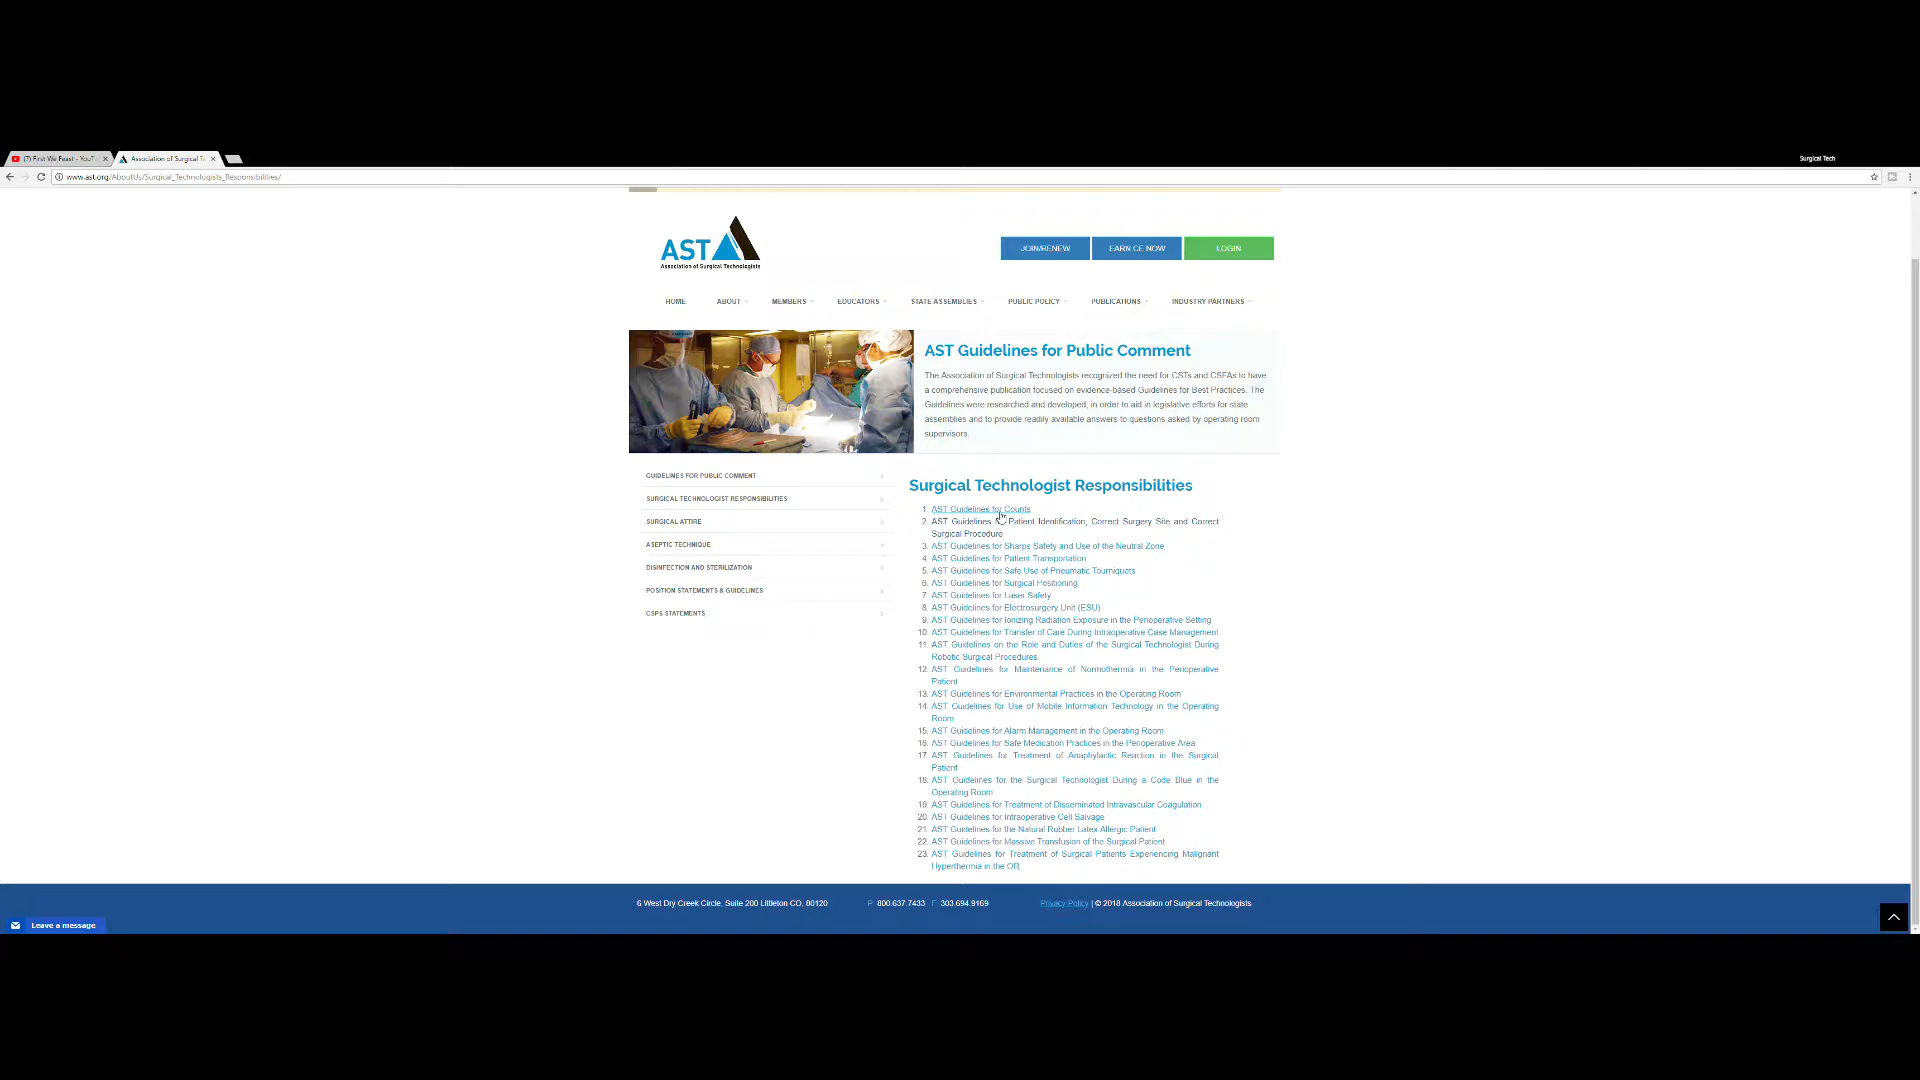 (7) First We Feast - YouT
Association of Surgical Te
Surgical Tech
www.ast.org/AboutUs/Surgical_Technologists_Responsibilities/
AST
Association of Surgical Technologists
JOIN/RENEW
EARN CE NOW
LOGIN
HOME
ABOUT
MEMBERS
EDUCATORS
STATE ASSEMBLIES
PUBLIC POLICY
PUBLICATIONS
INDUSTRY PARTNERS
AST Guidelines for Public Comment
The Association of Surgical Technologists recognized the need for CSTs and CSFAs to have
a comprehensive publication focused on evidence-based Guidelines for Best Practices. The
Guidelines were researched and developed, in order to aid in legislative efforts for state
assemblies and to provide readily available answers to questions asked by operating room
supervisors.
GUIDELINES FOR PUBLIC COMMENT
SURGICAL TECHNOLOGIST RESPONSIBILITIES
SURGICAL ATTIRE
ASEPTIC TECHNIQUE
DISINFECTION AND STERILIZATION
POSITION STATEMENTS & GUIDELINES
CSPS STATEMENTS
Surgical Technologist Responsibilities
1. AST Guidelines for Counts
2. AST Guidelines for Patient Identification, Correct Surgery Site and Correct
Surgical Procedure
3. AST Guidelines for Sharps Safety and Use of the Neutral Zone
4. AST Guidelines for Patient Transportation
5. AST Guidelines for Safe Use of Pneumatic Tourniquets
6. AST Guidelines for Surgical Positioning
7. AST Guidelines for Laser Safety
8. AST Guidelines for Electrosurgery Unit (ESU)
9. AST Guidelines for Ionizing Radiation Exposure in the Perioperative Setting
10. AST Guidelines for Transfer of Care During Intraoperative Case Management
11. AST Guidelines on the Role and Duties of the Surgical Technologist During
Robotic Surgical Procedures
12. AST Guidelines for Maintenance of Normothermia in the Perioperative
Patient
13. AST Guidelines for Environmental Practices in the Operating Room
14. AST Guidelines for Use of Mobile Information Technology in the Operating
Room
15. AST Guidelines for Alarm Management in the Operating Room
16. AST Guidelines for Safe Medication Practices in the Perioperative Area
17. AST Guidelines for Treatment of Anaphylactic Reaction in the Surgical
Patient
18. AST Guidelines for the Surgical Technologist During a Code Blue in the
Operating Room
19. AST Guidelines for Treatment of Disseminated Intravascular Coagulation
20. AST Guidelines for Intraoperative Cell Salvage
21. AST Guidelines for the Natural Rubber Latex Allergic Patient
22. AST Guidelines for Massive Transfusion of the Surgical Patient
23. AST Guidelines for Treatment of Surgical Patients Experiencing Malignant
Hyperthermia in the OR
6 West Dry Creek Circle, Suite 200 Littleton CO, 80120
P 800.637.7433 F 303.694.9169
Privacy Policy | © 2018 Association of Surgical Technologists
Leave a message